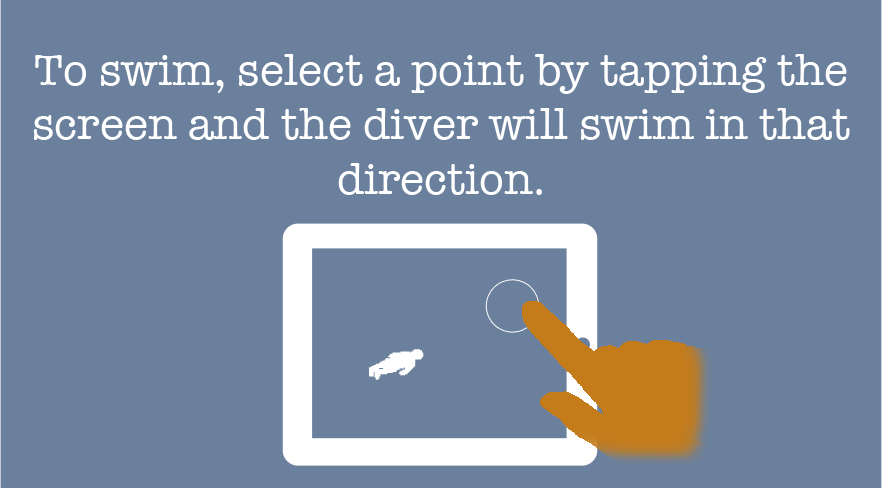 To swim, select a point by tapping the
screen and the diver will swim in that
direction.